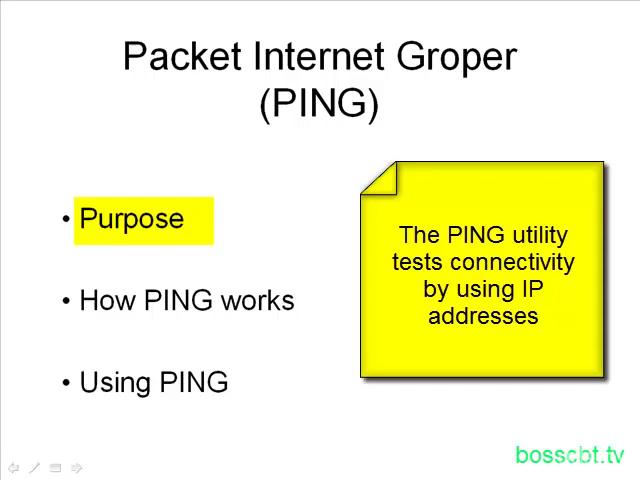 Packet Internet Groper
(PING)
• Purpose
• How PING works
• Using PING
The PING utility
tests connectivity
by using IP
addresses
bosscbt.tv